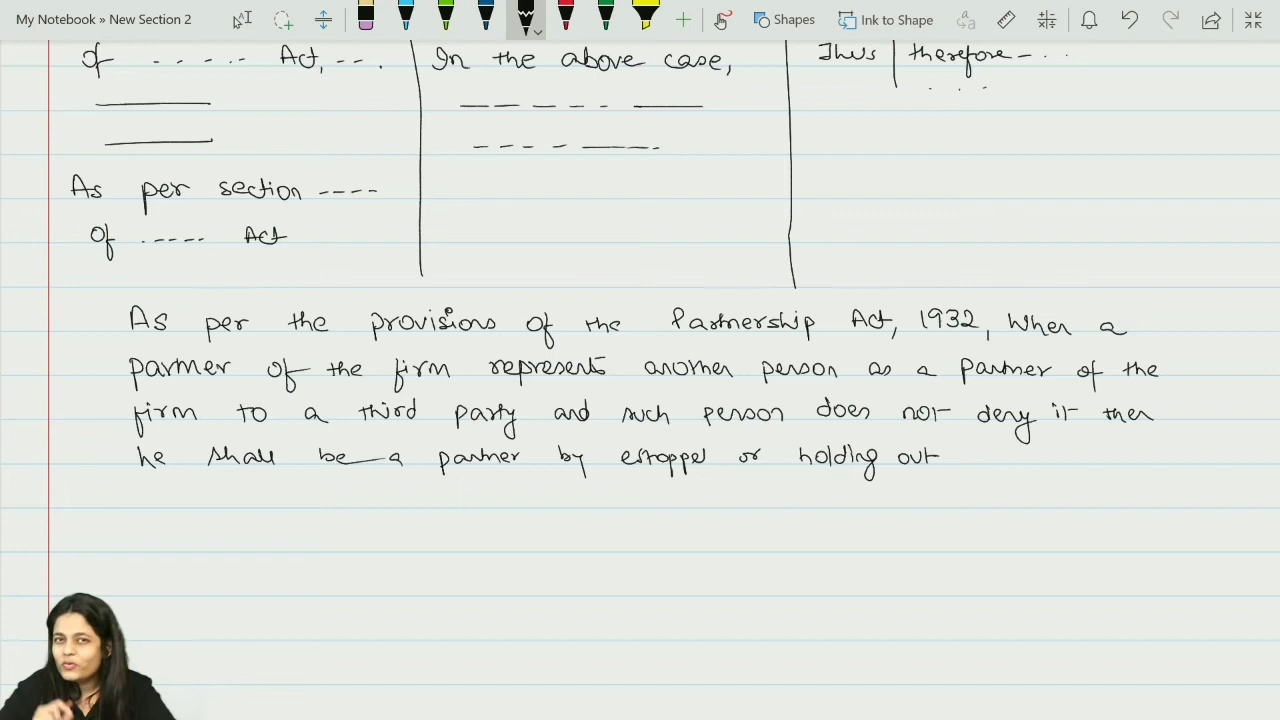 My Notebook » New Section 2
Shapes
Ink to Shape
Of ----- Act, --.
In the above case,
Thus | therefore -..
As per section ----
Of ----- Act
As per the provisions of the Partnership Act, 1932, When a
partner of the firm represents another person as a partner of the
firm to a third party and such person does not deny it then
he shall be a partner by estoppel or holding out